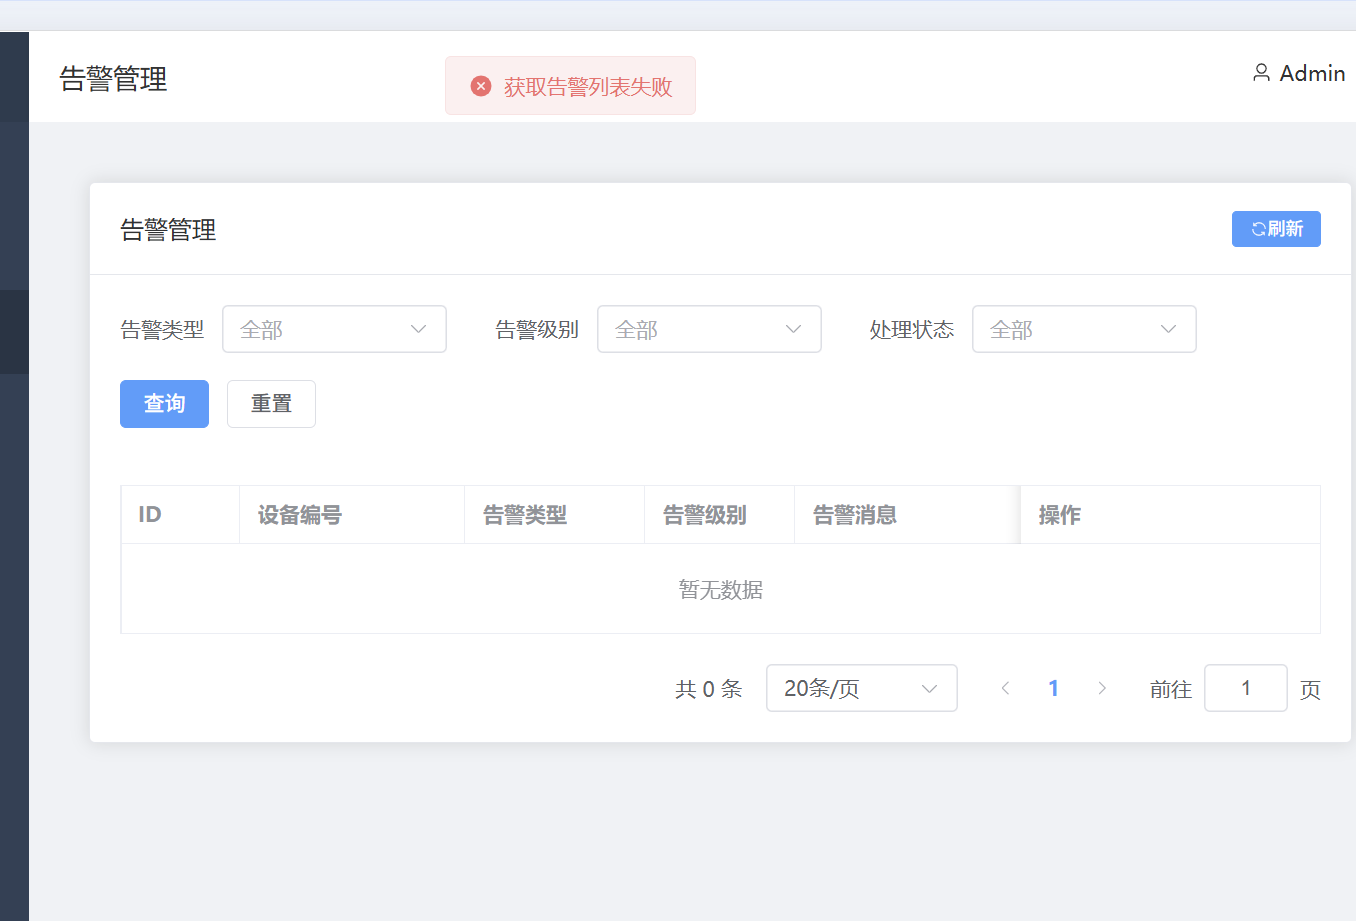 告警管理
获取告警列表失败
Admin
告警管理
刷新
告警类型 全部 告警级别 全部 处理状态 全部
查询 重置
ID 设备编号 告警类型 告警级别 告警消息 操作
暂无数据
共 0 条 20条/页 1 前往 1 页